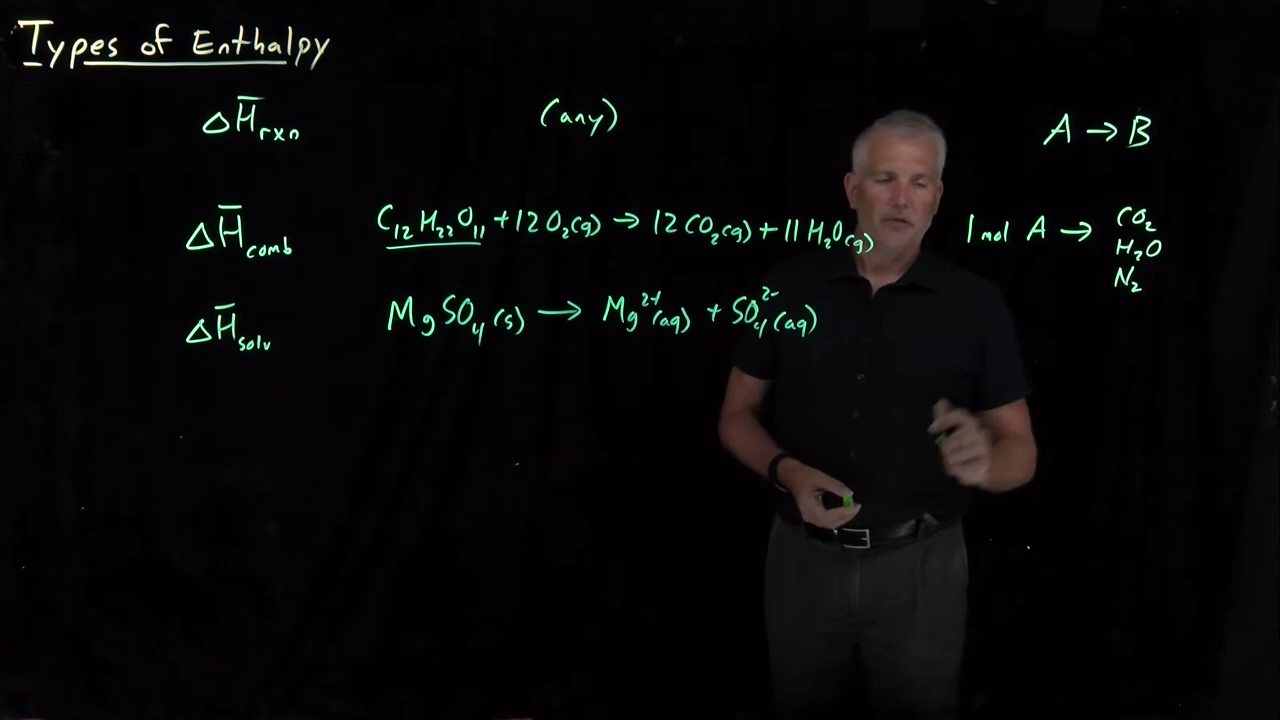 Types of Enthalpy
ΔH̅rxn (any) A → B
ΔH̅comb C₁₂H₂₂O₁₁ + 12 O₂(g) → 12 CO₂(g) + 11 H₂O(g) 1 mol A → CO₂
H₂O
N₂
ΔH̅solv MgSO₄(s) → Mg²⁺(aq) + SO₄²⁻(aq)